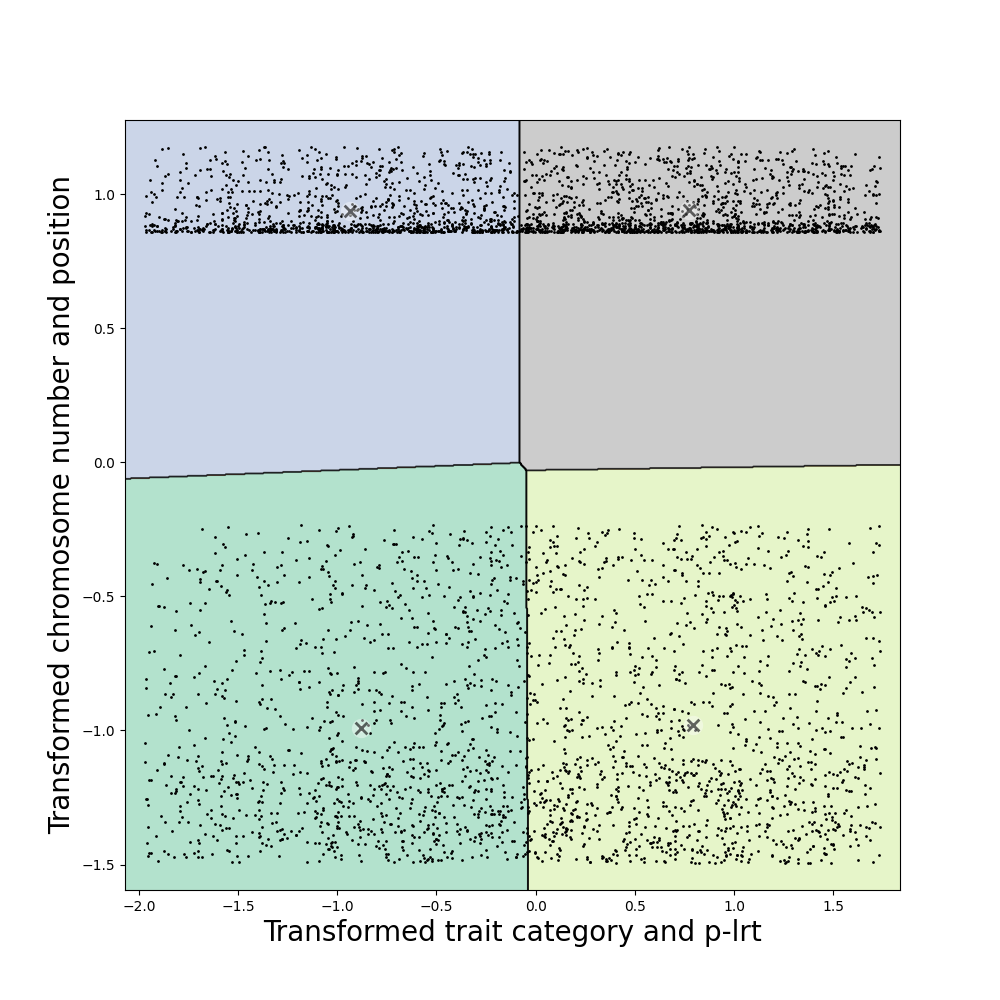 Transformed chromosome number and position
1.0
0.5
0.0
−0.5
−1.0
−1.5
−2.0 −1.5 −1.0 −0.5 0.0 0.5 1.0 1.5
Transformed trait category and p-lrt